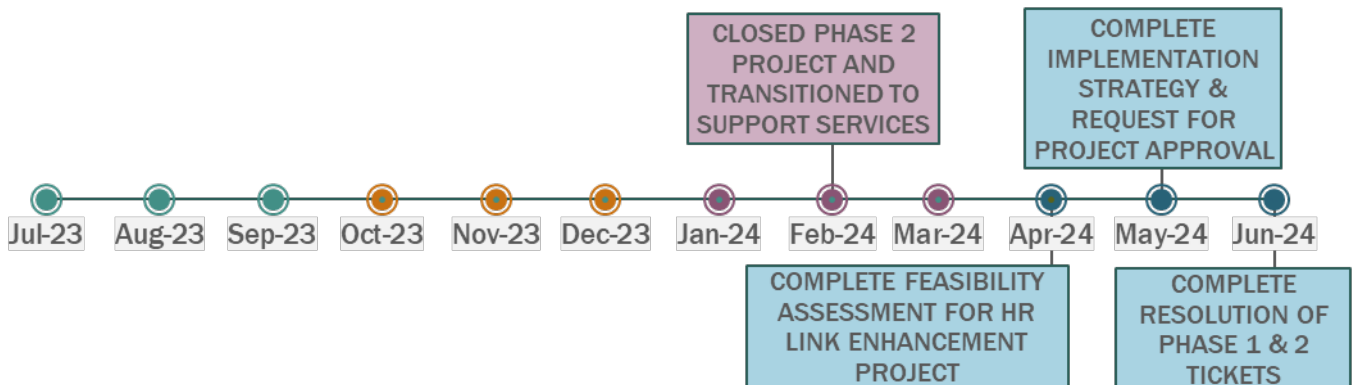 CLOSED PHASE 2
PROJECT AND
TRANSITIONED TO
SUPPORT SERVICES
COMPLETE
IMPLEMENTATION
STRATEGY &
REQUEST FOR
PROJECT APPROVAL
Jul-23
Aug-23
Sep-23
Oct-23
Nov-23
Dec-23
Jan-24
Feb-24
Mar-24
Apr-24
May-24
Jun-24
COMPLETE FEASIBILITY
ASSESSMENT FOR HR
LINK ENHANCEMENT
PROJECT
COMPLETE
RESOLUTION OF
PHASE 1 & 2
TICKETS